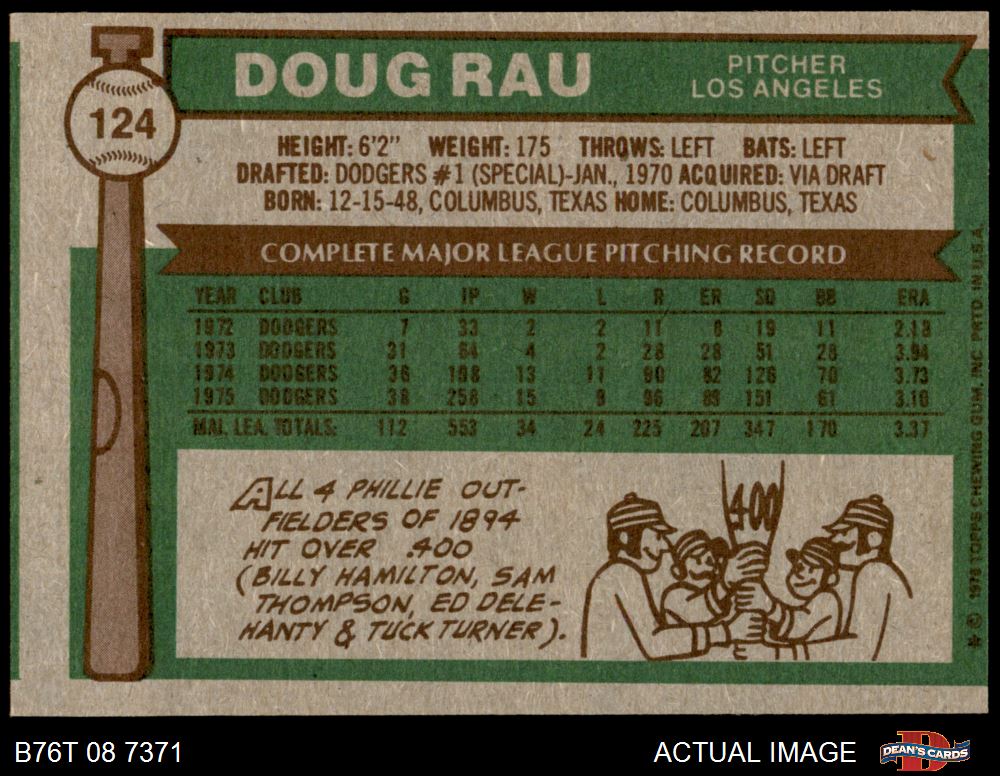 DOUG RAU
PITCHER
LOS ANGELES
124
HEIGHT: 6'2" WEIGHT: 175 THROWS: LEFT BATS: LEFT
DRAFTED: DODGERS #1 (SPECIAL)-JAN., 1970 ACQUIRED: VIA DRAFT
BORN: 12-15-48, COLUMBUS, TEXAS HOME: COLUMBUS, TEXAS
COMPLETE MAJOR LEAGUE PITCHING RECORD
YEAR CLUB G IP W L R ER SO BB ERA
1972 DODGERS 7 33 2 2 11 8 19 11 2.18
1973 DODGERS 31 64 4 2 28 28 51 28 3.94
1974 DODGERS 36 198 13 11 90 82 126 70 3.73
1975 DODGERS 38 258 15 9 96 89 151 61 3.10
MAJ. LEA. TOTALS: 112 553 34 24 225 207 347 170 3.37
ALL 4 PHILLIE OUT-
FIELDERS OF 1894
HIT OVER .400
(BILLY HAMILTON, SAM
THOMPSON, ED DELE-
HANTY & TUCK TURNER).
.400
* © 1976 TOPPS CHEWING GUM, INC. PRTD. IN U.S.A.
B76T 08 7371
ACTUAL IMAGE
DEAN'S CARDS